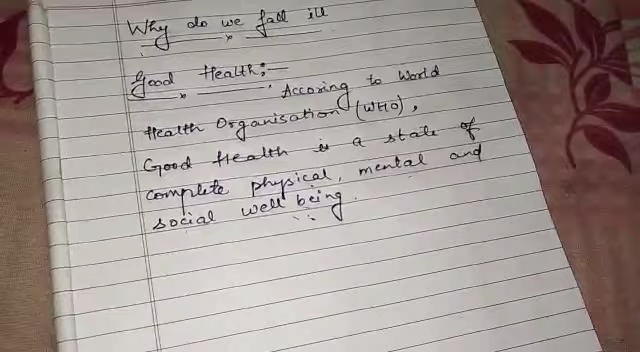 Why do we fall ill
Good Health:-
Accoring to World
Health Organisation (WHO),
Good Health is a state of
complete physical, mental and
social well being.